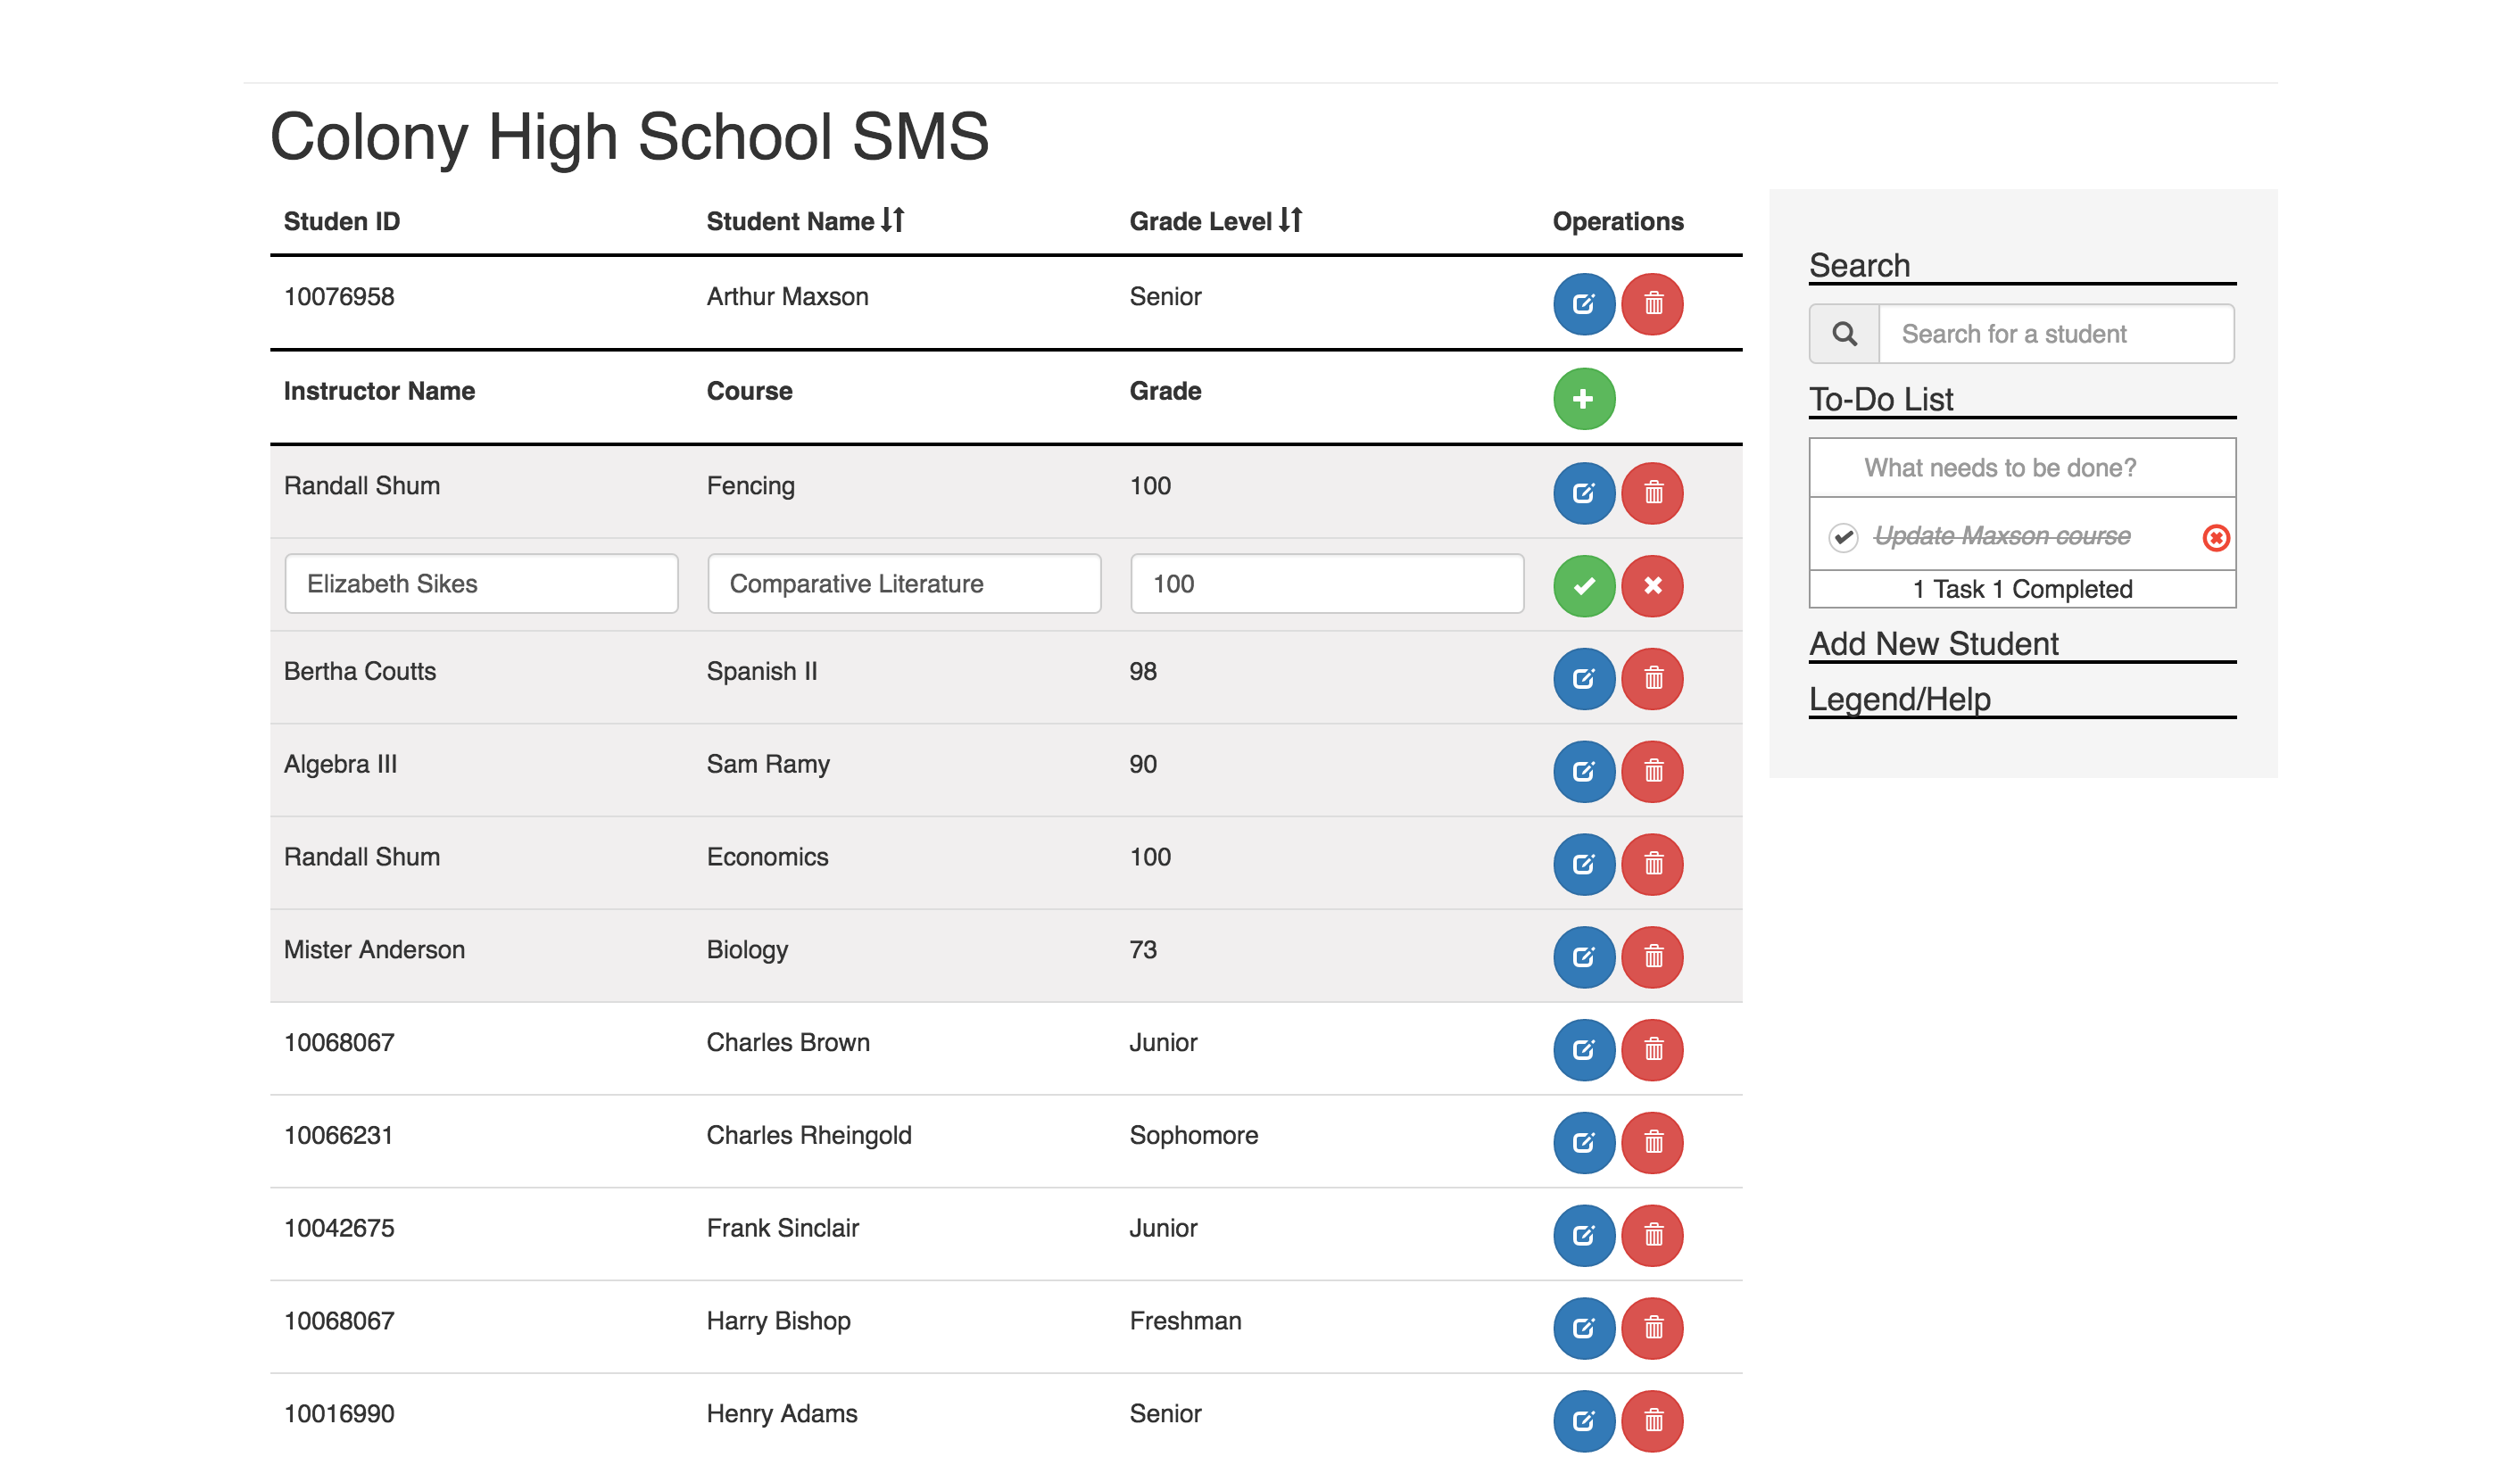 Colony High School SMS
Studen ID Student Name Grade Level Operations
10076958 Arthur Maxson Senior
Instructor Name Course Grade
Randall Shum Fencing 100
Elizabeth Sikes Comparative Literature 100
Bertha Coutts Spanish II 98
Algebra III Sam Ramy 90
Randall Shum Economics 100
Mister Anderson Biology 73
10068067 Charles Brown Junior
10066231 Charles Rheingold Sophomore
10042675 Frank Sinclair Junior
10068067 Harry Bishop Freshman
10016990 Henry Adams Senior
Search
Search for a student
To-Do List
What needs to be done?
Update Maxson course
1 Task 1 Completed
Add New Student
Legend/Help